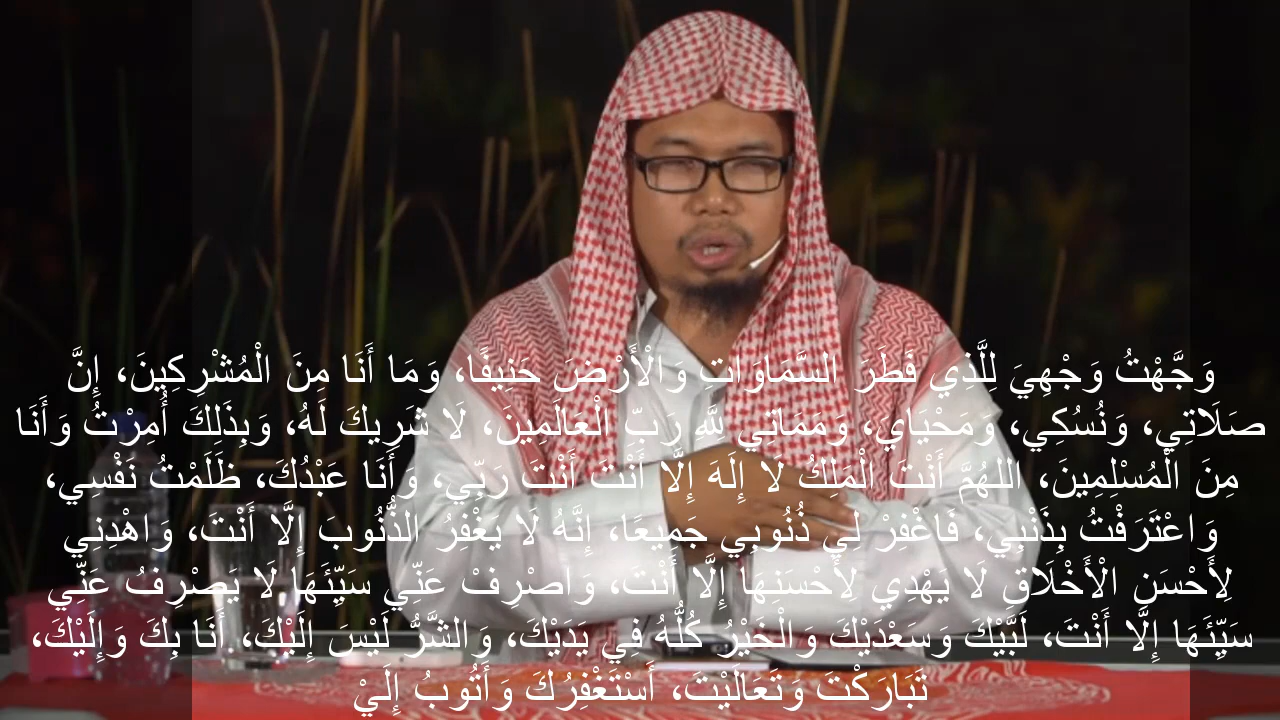 وَجَّهْتُ وَجْهِيَ لِلَّذِي فَطَرَ السَّمَاوَاتِ وَالْأَرْضَ حَنِيفًا، وَمَا أَنَا مِنَ الْمُشْرِكِينَ، إِنَّ
صَلَاتِي، وَنُسُكِي، وَمَحْيَايَ، وَمَمَاتِي لِلَّهِ رَبِّ الْعَالَمِينَ، لَا شَرِيكَ لَهُ، وَبِذَلِكَ أُمِرْتُ وَأَنَا
مِنَ الْمُسْلِمِينَ، اللهُمَّ أَنْتَ الْمَلِكُ لَا إِلَهَ إِلَّا أَنْتَ أَنْتَ رَبِّي، وَأَنَا عَبْدُكَ، ظَلَمْتُ نَفْسِي،
وَاعْتَرَفْتُ بِذَنْبِي، فَاغْفِرْ لِي ذُنُوبِي جَمِيعًا، إِنَّهُ لَا يَغْفِرُ الذُّنُوبَ إِلَّا أَنْتَ، وَاهْدِنِي
لِأَحْسَنِ الْأَخْلَاقِ لَا يَهْدِي لِأَحْسَنِهَا إِلَّا أَنْتَ، وَاصْرِفْ عَنِّي سَيِّئَهَا لَا يَصْرِفُ عَنِّي
سَيِّئَهَا إِلَّا أَنْتَ، لَبَّيْكَ وَسَعْدَيْكَ وَالْخَيْرُ كُلُّهُ فِي يَدَيْكَ، وَالشَّرُّ لَيْسَ إِلَيْكَ، أَنَا بِكَ وَإِلَيْكَ،
تَبَارَكْتَ وَتَعَالَيْتَ، أَسْتَغْفِرُكَ وَأَتُوبُ إِلَيْ